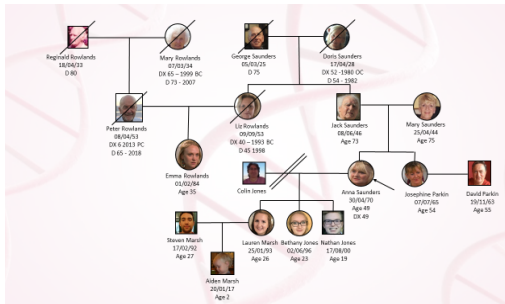 Reginald Rowlands
18/04/33
D 80
Mary Rowlands
07/03/34
DX 65 – 1999 BC
D 73 - 2007
George Saunders
05/03/25
D 75
Doris Saunders
17/04/28
DX 52 -1980 OC
D 54 - 1982
Peter Rowlands
08/04/53
DX 6 2013 PC
D 65 - 2018
Liz Rowlands
09/09/53
DX 40 – 1993 BC
D 45 1998
Jack Saunders
08/06/46
Age 73
Mary Saunders
25/04/44
Age 75
Emma Rowlands
01/02/84
Age 35
Colin Jones
Anna Saunders
30/04/70
Age 49
DX 49
Josephine Parkin
07/07/65
Age 54
David Parkin
19/11/63
Age 55
Steven Marsh
17/02/92
Age 27
Lauren Marsh
25/01/93
Age 26
Bethany Jones
02/06/96
Age 23
Nathan Jones
17/08/00
Age 19
Aiden Marsh
20/01/17
Age 2